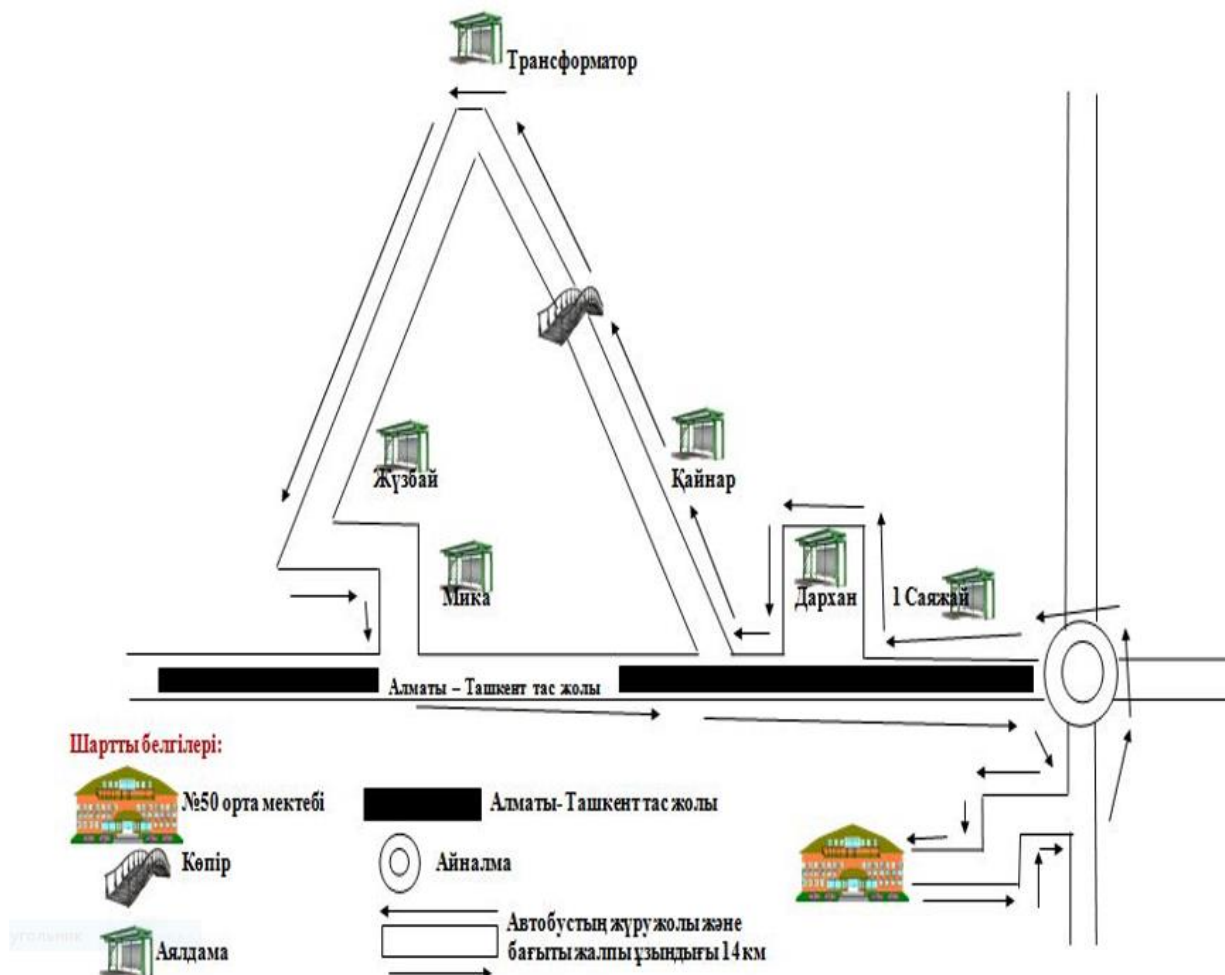 Трансформатор
Жүзбай
Қайнар
Мика
Дархан
1 Саяжай
Алматы – Ташкент тас жолы
Шартты белгілері:
№50 орта мектебі
Алматы- Ташкент тас жолы
Көпір
Айналма
Автобустың жүру жолы және
бағыты жалпы ұзындығы 14 км
Аялдама
угольник